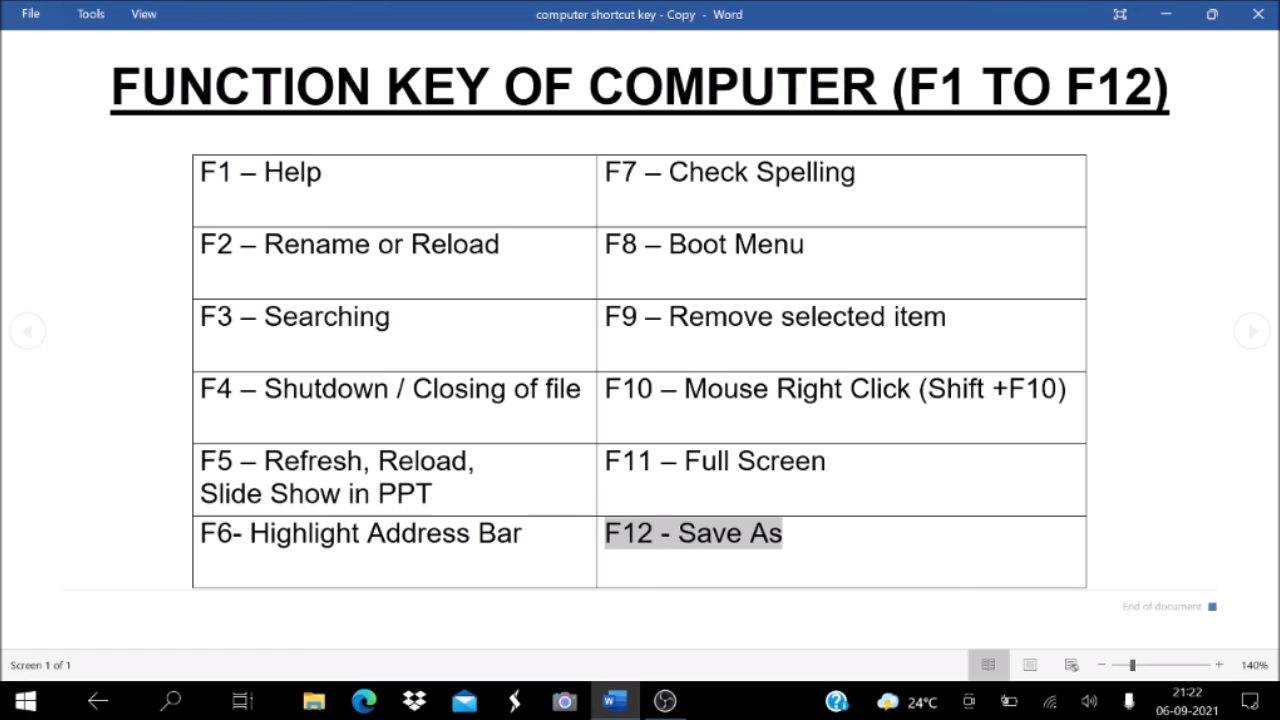 File Tools View computer shortcut key - Copy - Word
FUNCTION KEY OF COMPUTER (F1 TO F12)
F1 – Help
F7 – Check Spelling
F2 – Rename or Reload
F8 – Boot Menu
F3 – Searching
F9 – Remove selected item
F4 – Shutdown / Closing of file
F10 – Mouse Right Click (Shift +F10)
F5 – Refresh, Reload,
Slide Show in PPT
F11 – Full Screen
F6- Highlight Address Bar
F12 - Save As
End of document
Screen 1 of 1
140%
24°C
21:22
06-09-2021